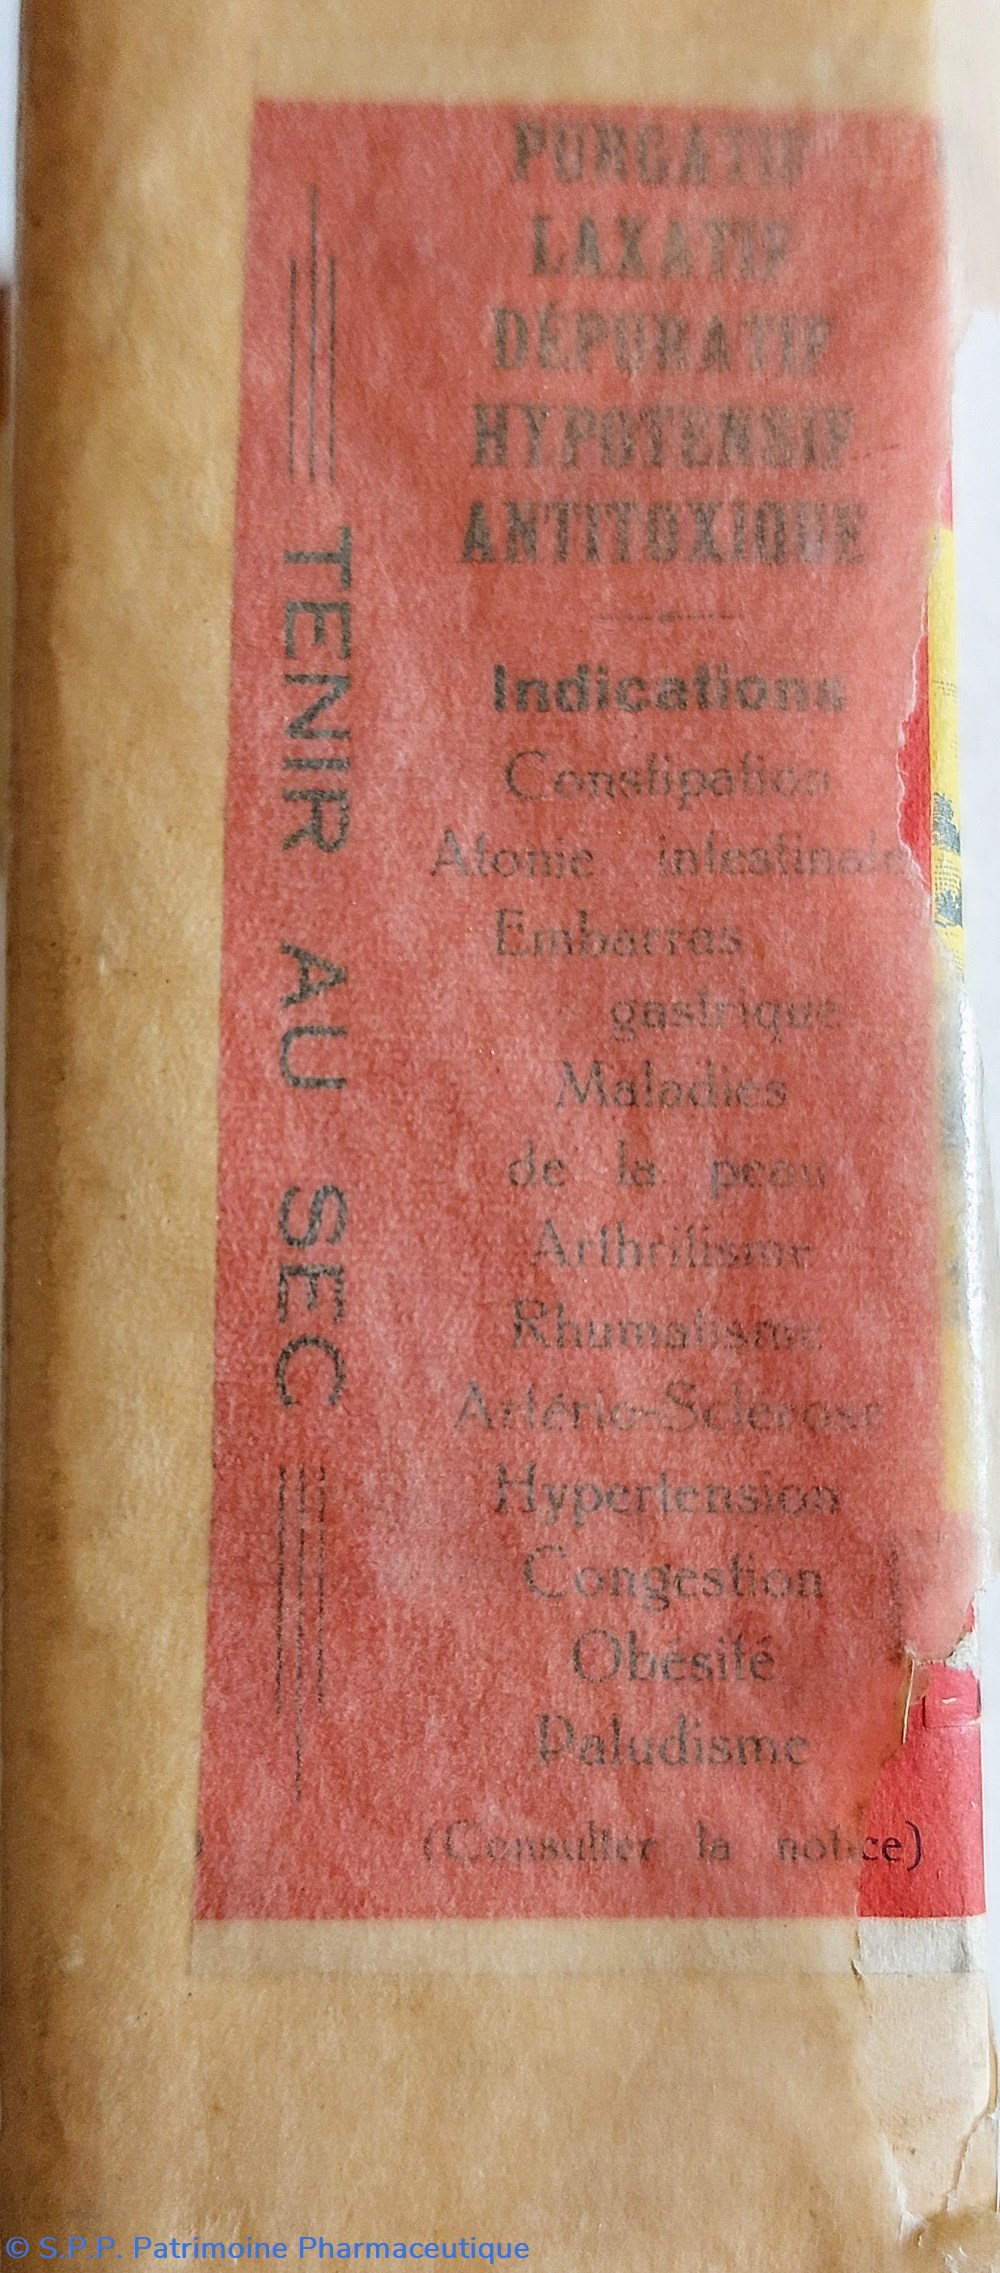 PURGATIF
LAXATIF
DÉPURATIF
HYPOTENSIF
ANTITOXIQUE
Indications
Constipation
Atonie intestinale
Embarras
gastrique
Maladies
de la peau
Arthritisme
Rhumatisme
Artério-Sclérose
Hypertension
Congestion
Obésité
Paludisme
(Consulter la notice)
TENIR AU SEC
© S.P.P. Patrimoine Pharmaceutique